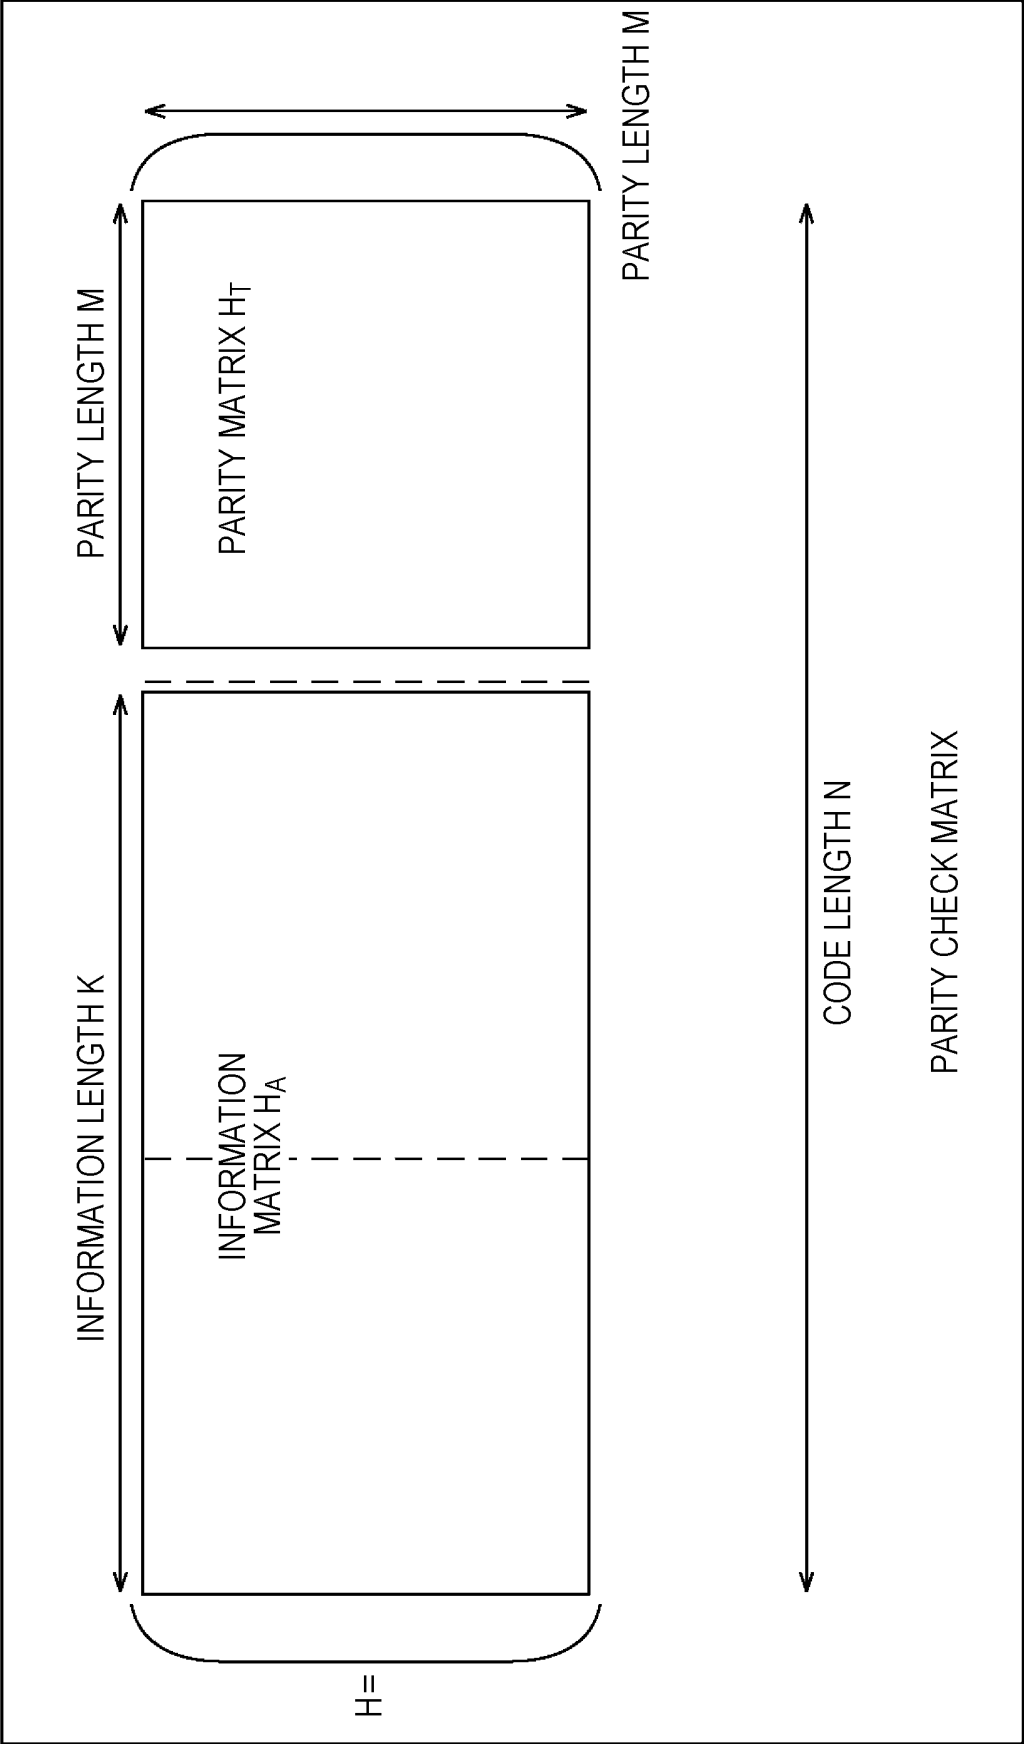 INFORMATION LENGTH K
PARITY LENGTH M
H=
INFORMATION
MATRIX HA
PARITY MATRIX HT
PARITY LENGTH M
CODE LENGTH N
PARITY CHECK MATRIX